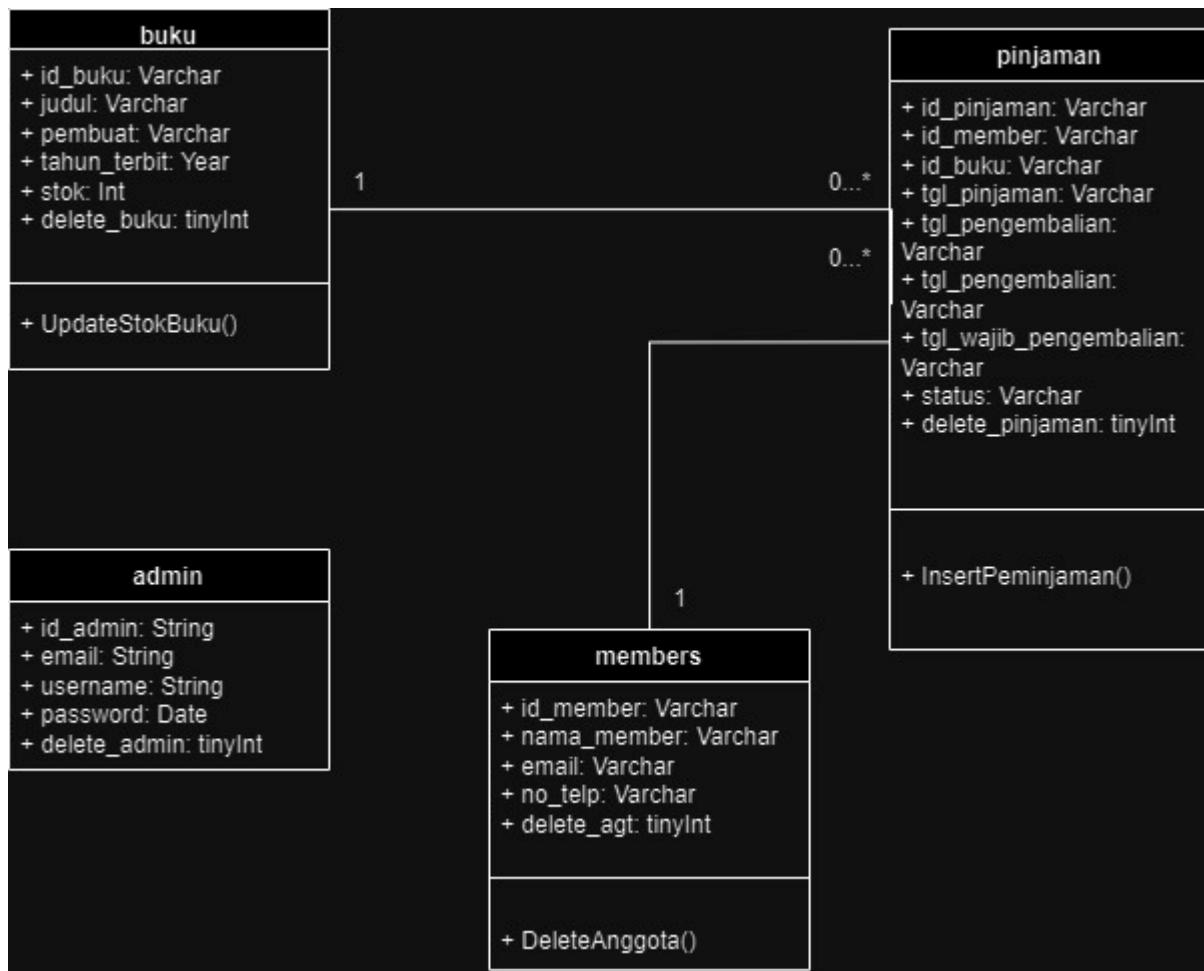 buku
+ id_buku: Varchar
+ judul: Varchar
+ pembuat: Varchar
+ tahun_terbit: Year
+ stok: Int
+ delete_buku: tinyInt
+ UpdateStokBuku()
1
0...*
0...*
pinjaman
+ id_pinjaman: Varchar
+ id_member: Varchar
+ id_buku: Varchar
+ tgl_pinjaman: Varchar
+ tgl_pengembalian:
Varchar
+ tgl_pengembalian:
Varchar
+ tgl_wajib_pengembalian:
Varchar
+ status: Varchar
+ delete_pinjaman: tinyInt
+ InsertPeminjaman()
admin
+ id_admin: String
+ email: String
+ username: String
+ password: Date
+ delete_admin: tinyInt
1
members
+ id_member: Varchar
+ nama_member: Varchar
+ email: Varchar
+ no_telp: Varchar
+ delete_agt: tinyInt
+ DeleteAnggota()